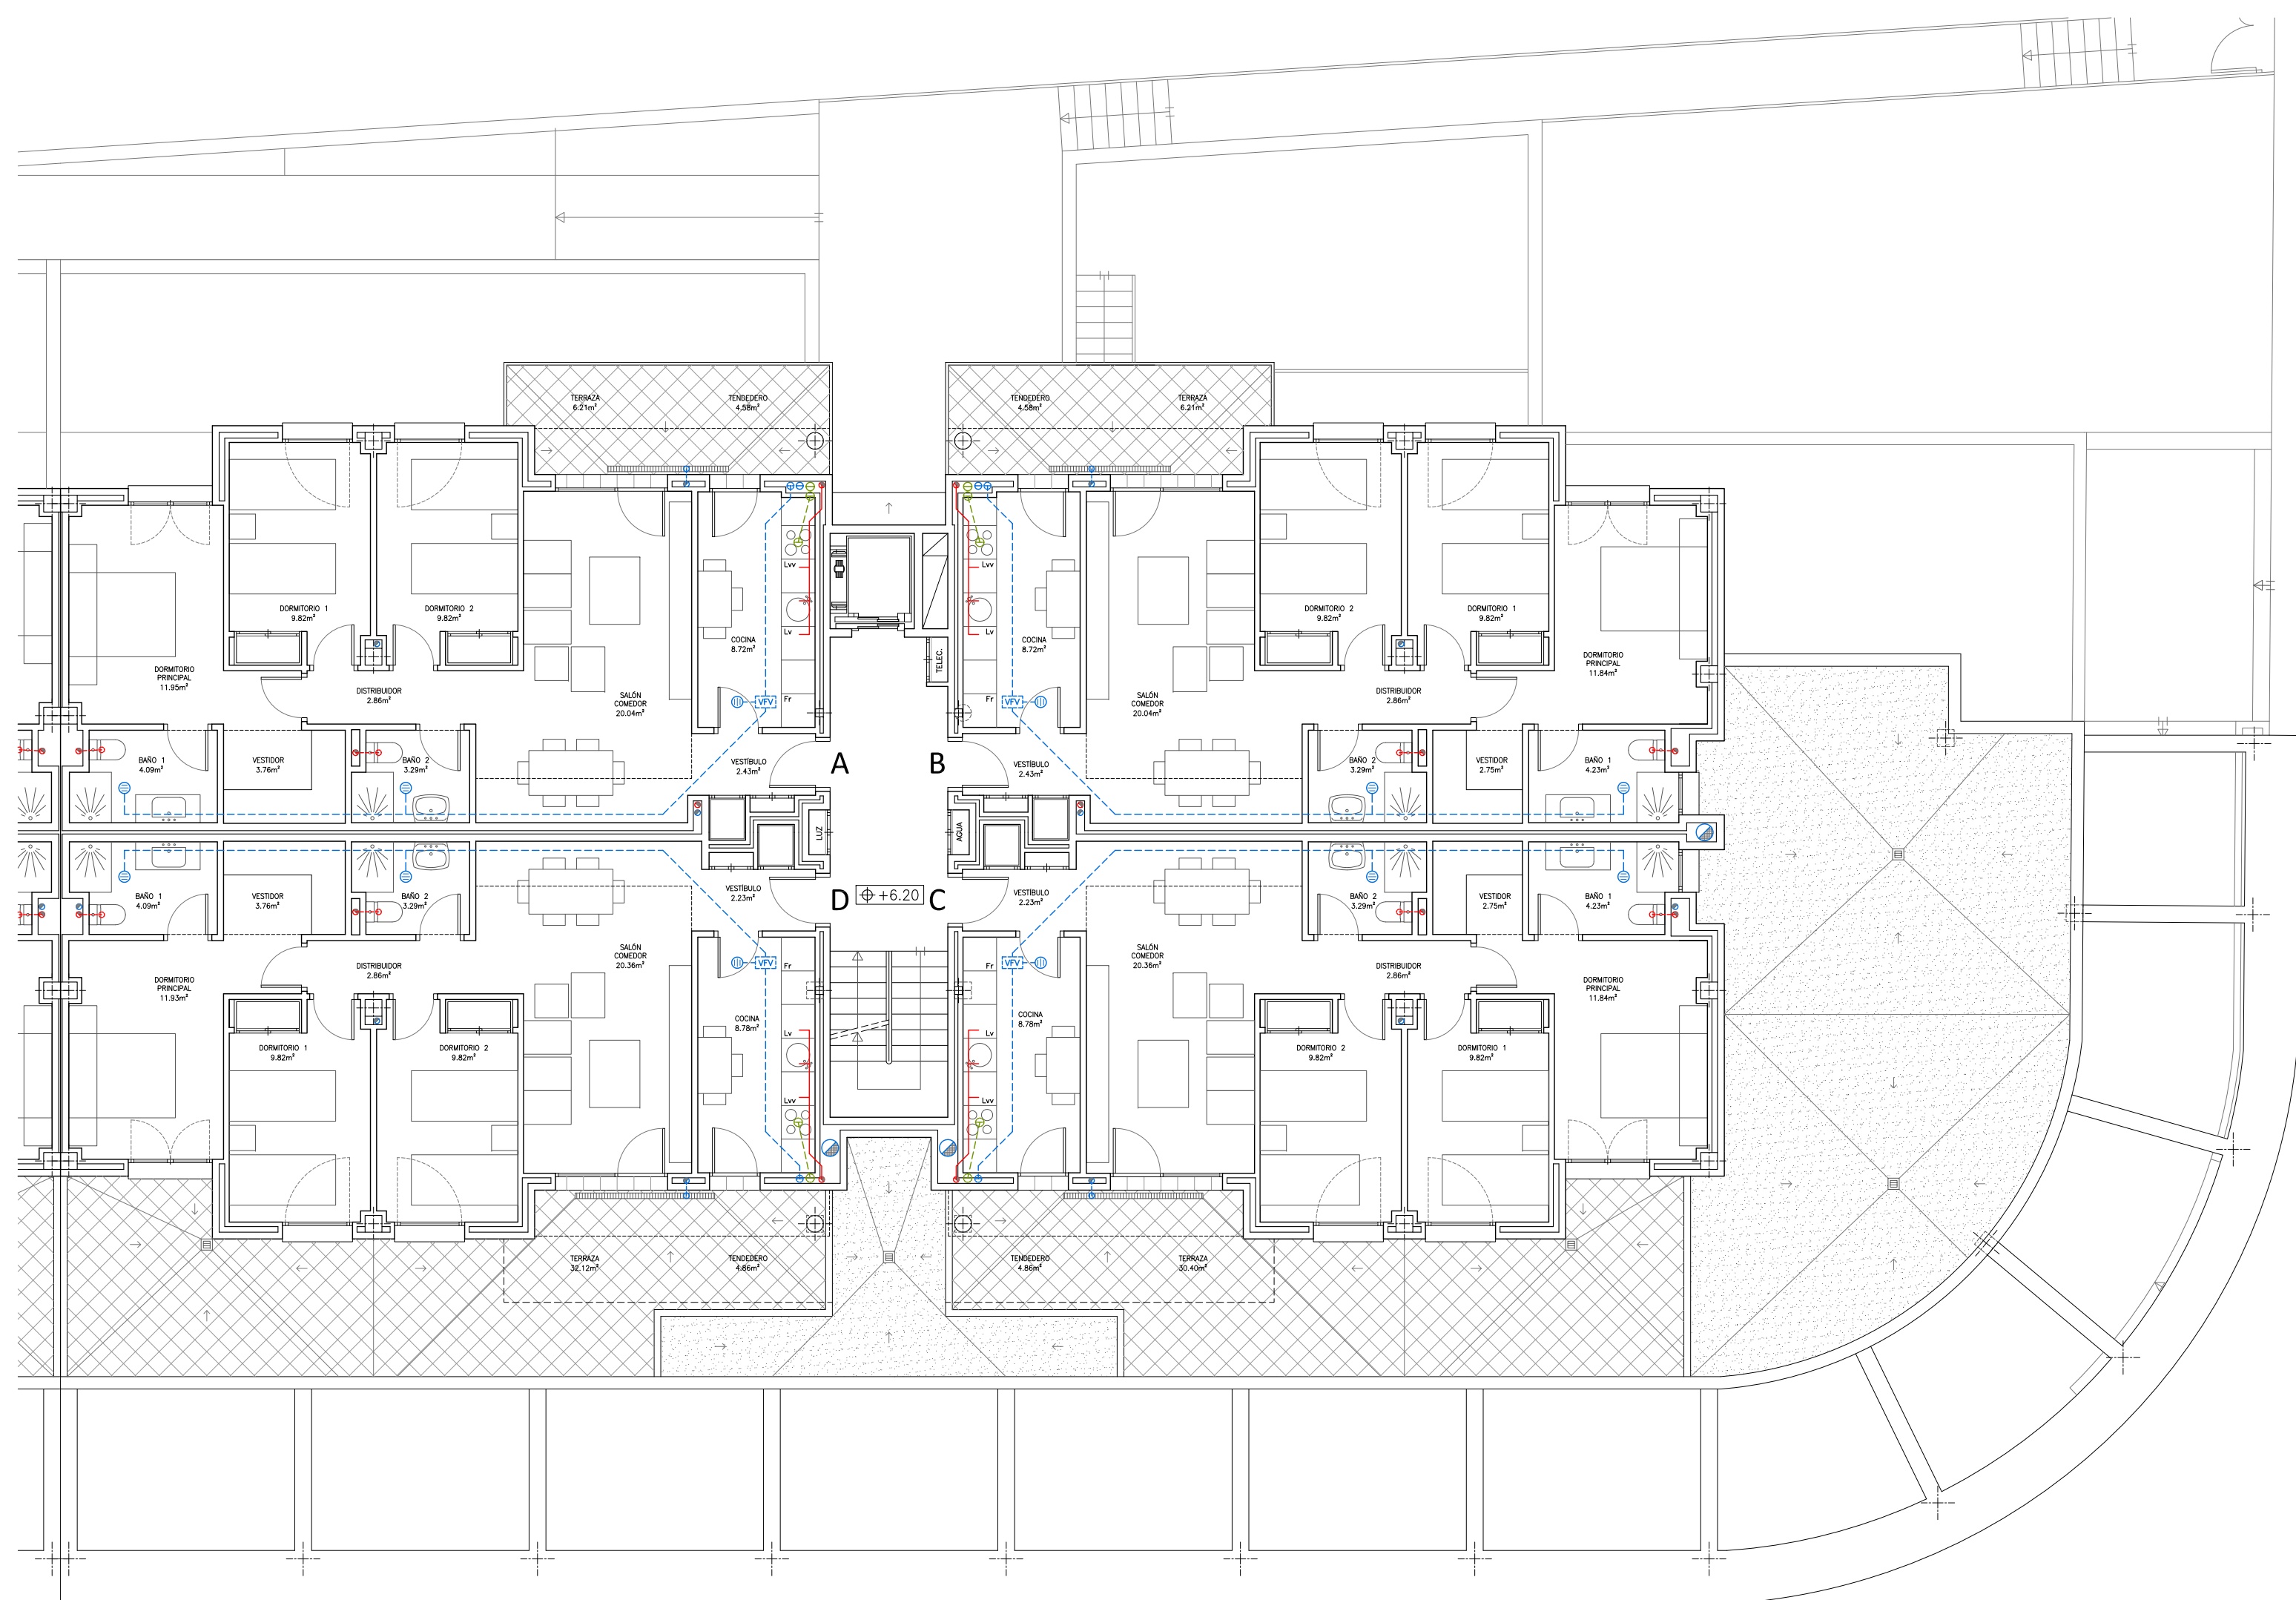 TERRAZA
6.21m²
TENDEDERO
4.58m²
TENDEDERO
4.58m²
TERRAZA
6.21m²
Lvv
Lvv
DORMITORIO 1
9.82m²
DORMITORIO 2
9.82m²
Lv
COCINA
8.72m²
Lv
COCINA
8.72m²
DORMITORIO 2
9.82m²
DORMITORIO 1
9.82m²
TELEC.
DORMITORIO
PRINCIPAL
11.95m²
DISTRIBUIDOR
2.86m²
SALÓN
COMEDOR
20.04m²
VFV
Fr
Fr
VFV
SALÓN
COMEDOR
20.04m²
DISTRIBUIDOR
2.86m²
DORMITORIO
PRINCIPAL
11.84m²
BAÑO 1
4.09m²
VESTIDOR
3.76m²
BAÑO 2
3.29m²
VESTÍBULO
2.43m²
A
B
VESTÍBULO
2.43m²
BAÑO 2
3.29m²
VESTIDOR
2.75m²
BAÑO 1
4.23m²
LUZ
AGUA
BAÑO 1
4.09m²
VESTIDOR
3.76m²
BAÑO 2
3.29m²
VESTÍBULO
2.23m²
D
+6.20
C
VESTÍBULO
2.23m²
BAÑO 2
3.29m²
VESTIDOR
2.75m²
BAÑO 1
4.23m²
DORMITORIO
PRINCIPAL
11.93m²
DISTRIBUIDOR
2.86m²
SALÓN
COMEDOR
20.36m²
VFV
Fr
Fr
VFV
SALÓN
COMEDOR
20.36m²
DISTRIBUIDOR
2.86m²
DORMITORIO
PRINCIPAL
11.84m²
DORMITORIO 1
9.82m²
DORMITORIO 2
9.82m²
COCINA
8.78m²
Lv
Lv
COCINA
8.78m²
DORMITORIO 2
9.82m²
DORMITORIO 1
9.82m²
Lvv
Lvv
TERRAZA
32.12m²
TENDEDERO
4.86m²
TENDEDERO
4.86m²
TERRAZA
30.40m²